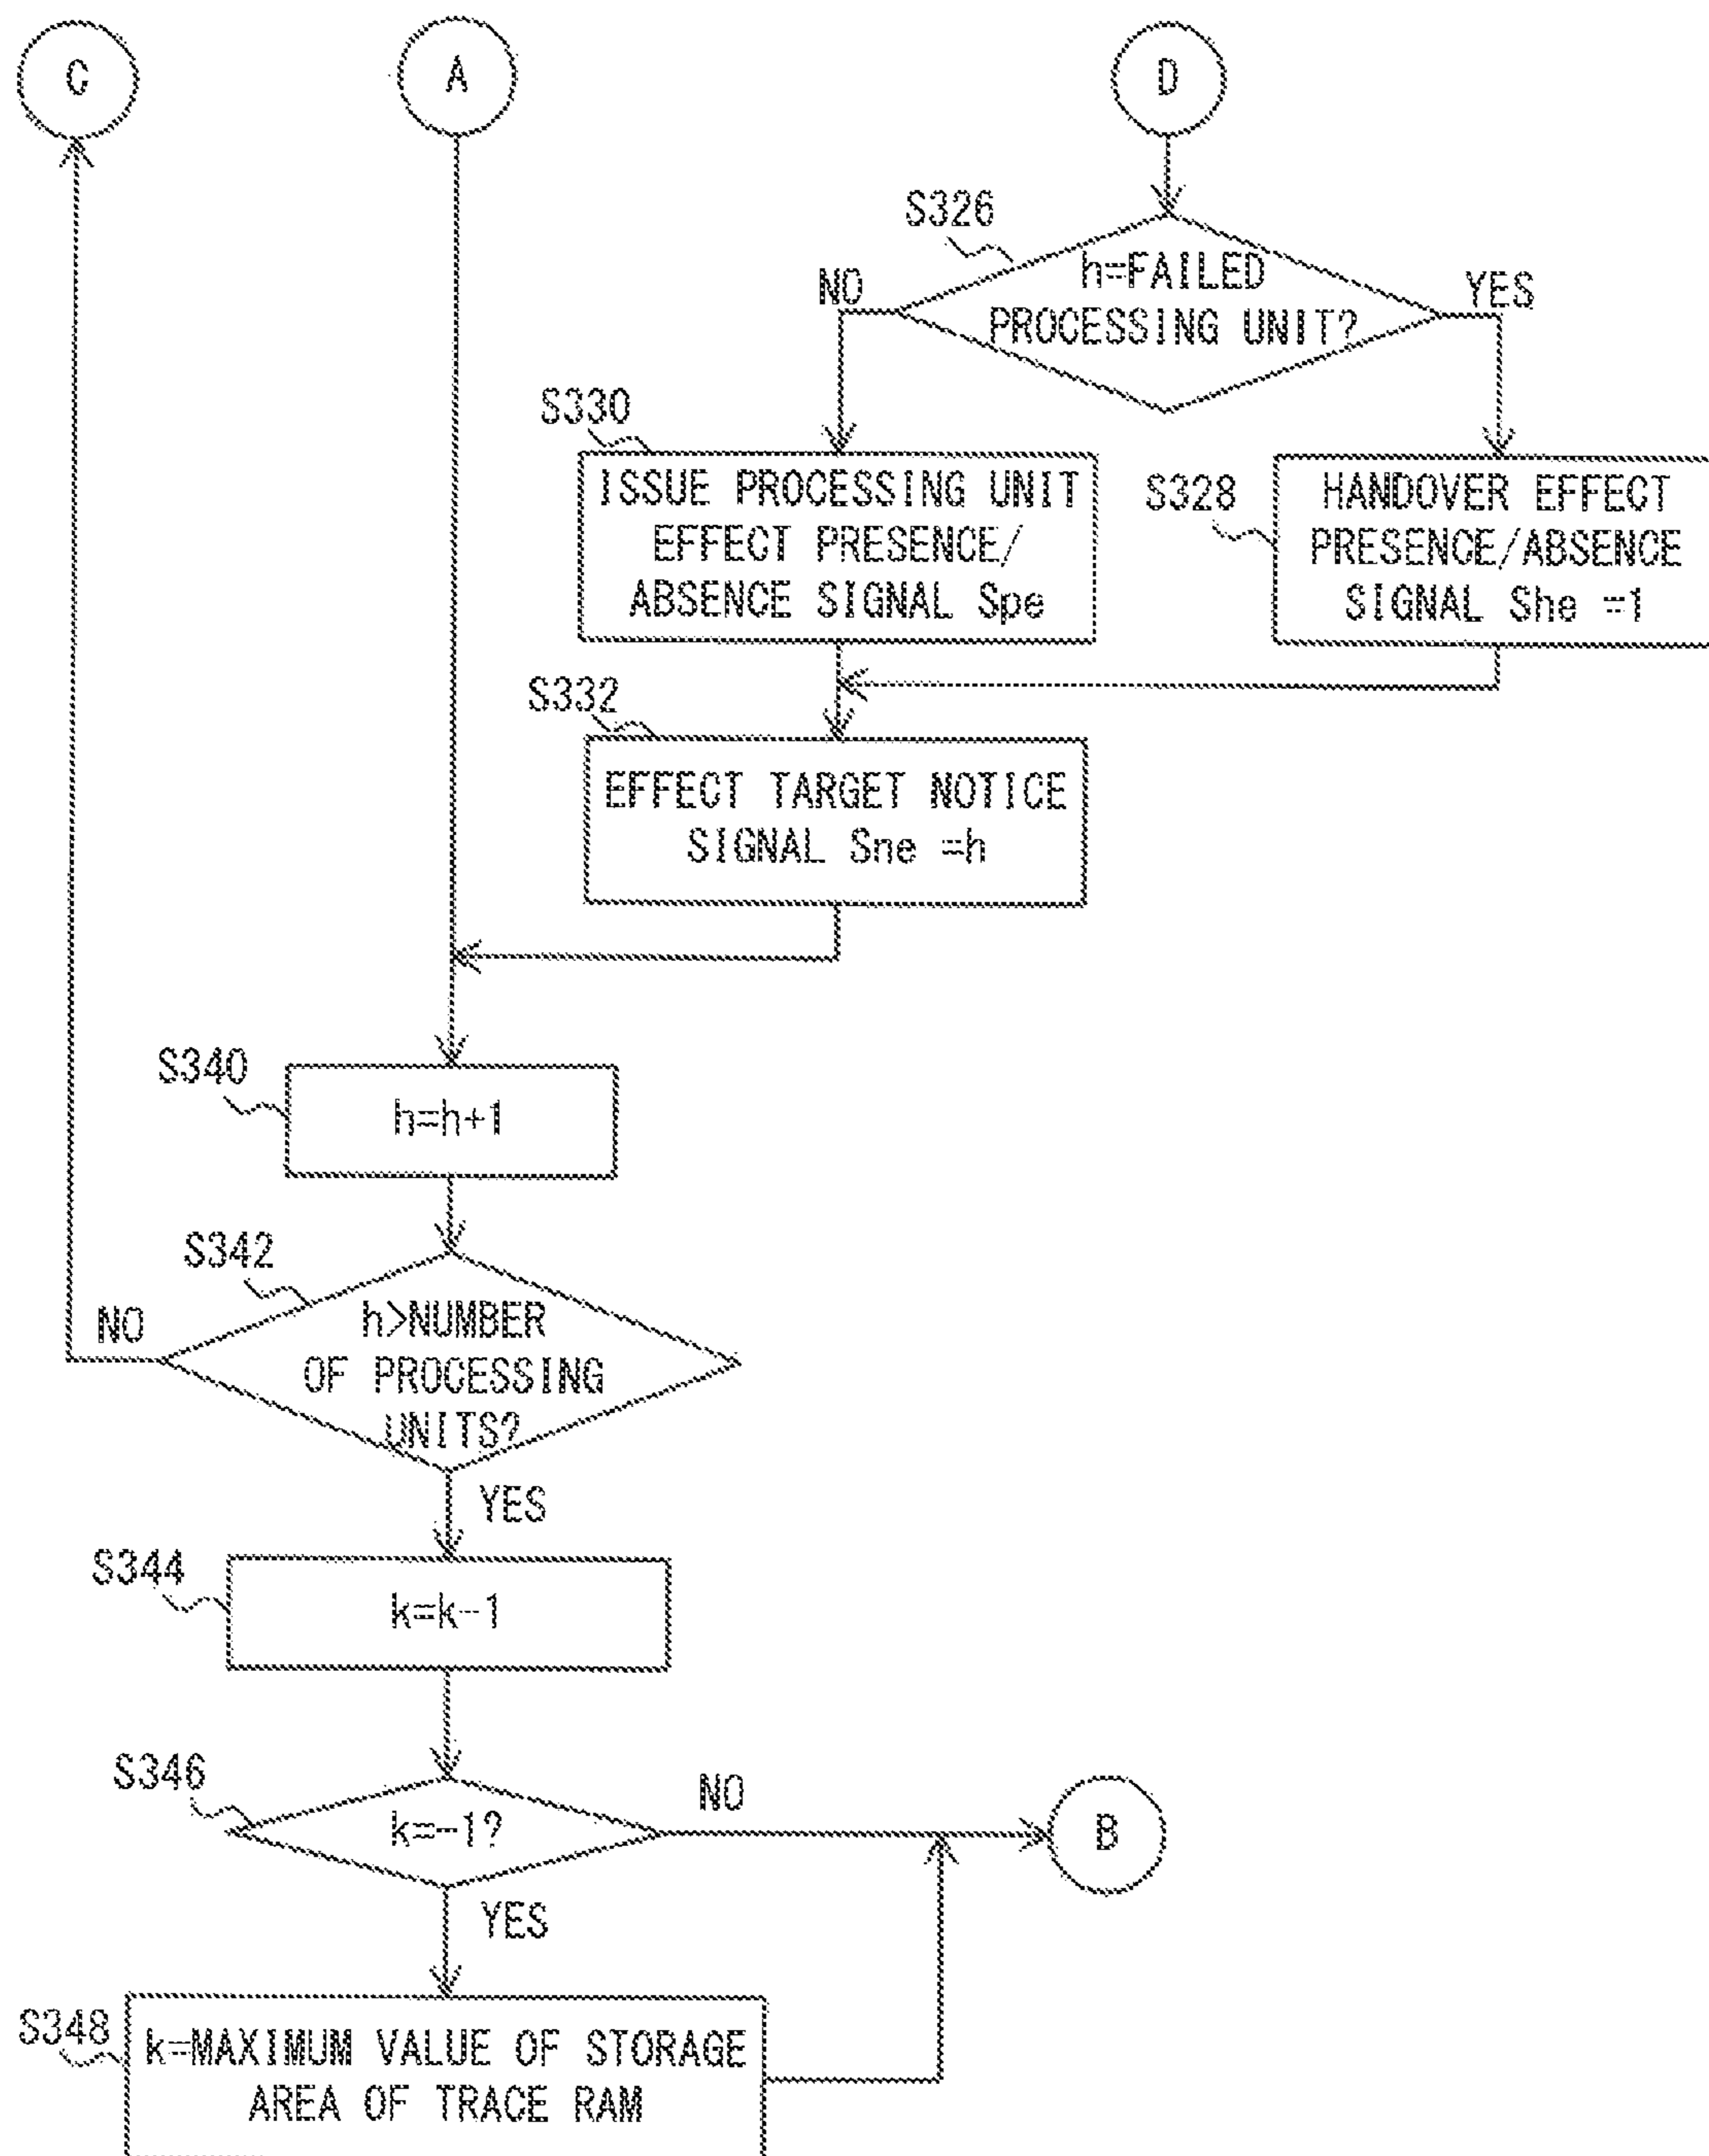 C
A
D
S326
h=FAILED
PROCESSING UNIT?
NO
YES
S330
ISSUE PROCESSING UNIT
EFFECT PRESENCE/
ABSENCE SIGNAL Spe
S328
HANDOVER EFFECT
PRESENCE/ABSENCE
SIGNAL She =1
S332
EFFECT TARGET NOTICE
SIGNAL Sne =h
S340
h=h+1
S342
h>NUMBER
OF PROCESSING
UNITS?
NO
YES
S344
k=k-1
S346
k=-1?
NO
B
YES
S348
k=MAXIMUM VALUE OF STORAGE
AREA OF TRACE RAM